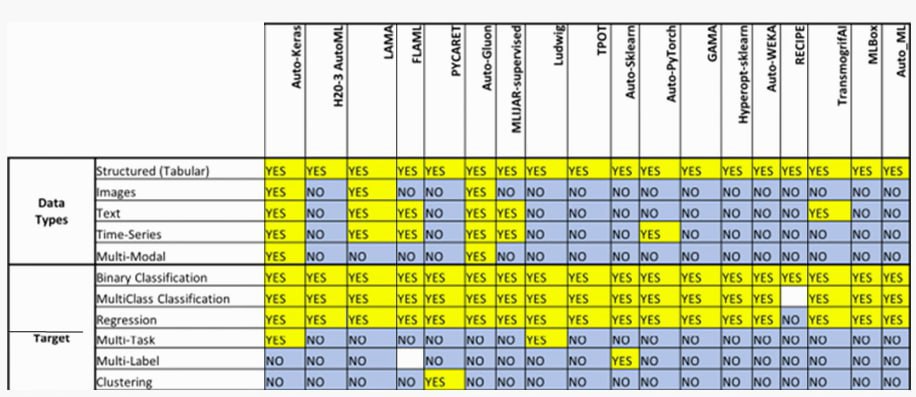 Auto-Keras H20-3 AutoML LAMA FLAML PYCARET Auto-Gluon MLIJAR-supervised Ludwig TPOT Auto-Sklearn Auto-PyTorch GAMA Hyperopt-sklearn Auto-WEKA RECIPE TransmogrifAI MLBox Auto_ML
Data Types
Structured (Tabular) YES YES YES YES YES YES YES YES YES YES YES YES YES YES YES YES YES YES
Images YES NO YES NO NO YES NO NO NO NO NO NO NO NO NO NO NO NO
Text YES NO YES YES NO YES YES NO NO NO NO NO NO NO NO YES NO NO
Time-Series YES NO YES YES NO YES YES NO NO NO YES NO NO NO NO NO NO NO
Multi-Modal YES NO NO NO NO YES NO NO NO NO NO NO NO NO NO NO NO NO
Target
Binary Classification YES YES YES YES YES YES YES YES YES YES YES YES YES YES YES YES YES YES
MultiClass Classification YES YES YES YES YES YES YES YES YES YES YES YES YES YES YES YES YES
Regression YES YES YES YES YES YES YES YES YES YES YES YES YES YES NO YES YES YES
Multi-Task YES NO NO NO NO NO NO YES NO NO NO NO NO NO NO NO NO NO
Multi-Label NO NO NO NO NO NO NO NO YES NO NO NO NO NO NO NO NO
Clustering NO NO NO NO YES NO NO NO NO NO NO NO NO NO NO NO NO NO